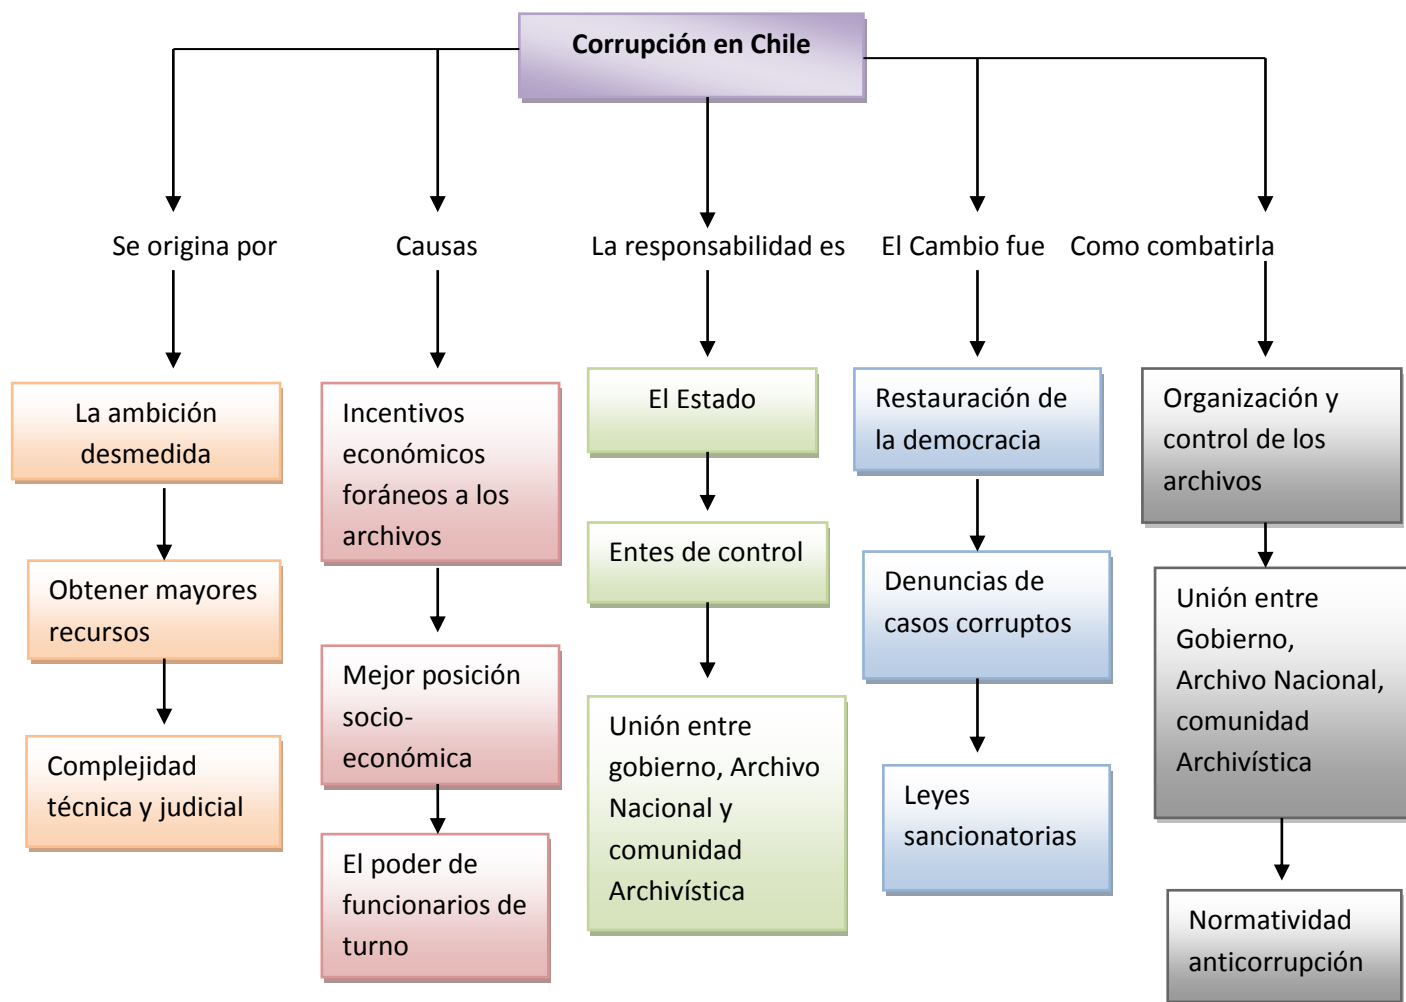 Corrupción en Chile
Se origina por
Causas
La responsabilidad es
El Cambio fue
Como combatirla
La ambición
desmedida
Obtener mayores
recursos
Complejidad
técnica y judicial
Incentivos
económicos
foráneos a los
archivos
Mejor posición
socio-
económica
El poder de
funcionarios de
turno
El Estado
Entes de control
Unión entre
gobierno, Archivo
Nacional y
comunidad
Archivística
Restauración de
la democracia
Denuncias de
casos corruptos
Leyes
sancionatorias
Organización y
control de los
archivos
Unión entre
Gobierno,
Archivo Nacional,
comunidad
Archivística
Normatividad
anticorrupción